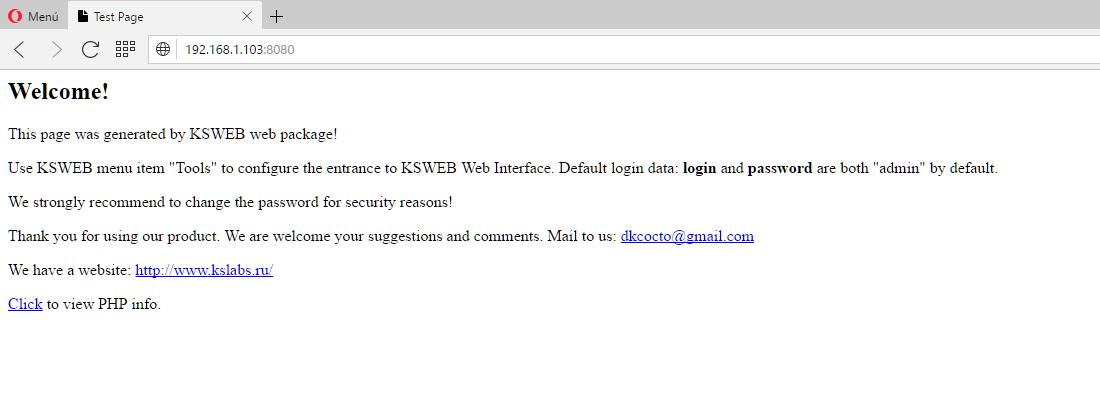 Menú
Test Page
192.168.1.103:8080
Welcome!
This page was generated by KSWEB web package!
Use KSWEB menu item "Tools" to configure the entrance to KSWEB Web Interface. Default login data: login and password are both "admin" by default.
We strongly recommend to change the password for security reasons!
Thank you for using our product. We are welcome your suggestions and comments. Mail to us: dkcocto@gmail.com
We have a website: http://www.kslabs.ru/
Click to view PHP info.